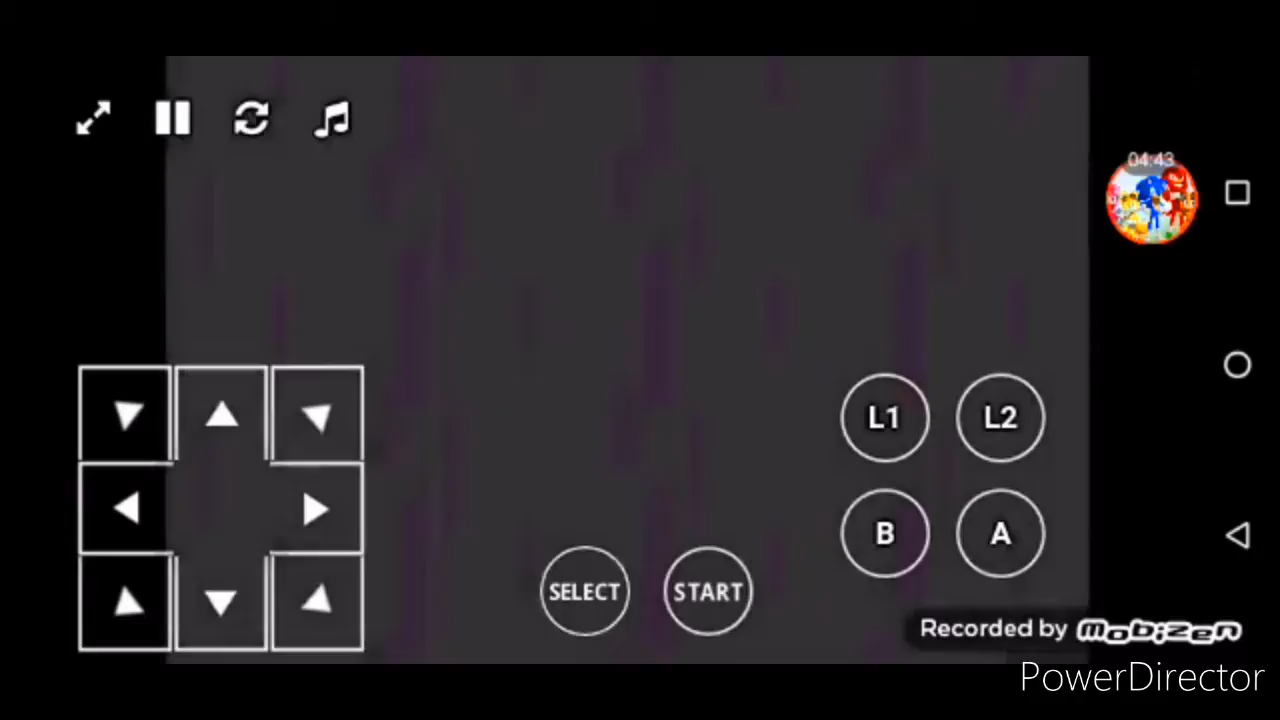 04:43
L1 L2
B A
SELECT START
Recorded by mobizen
PowerDirector